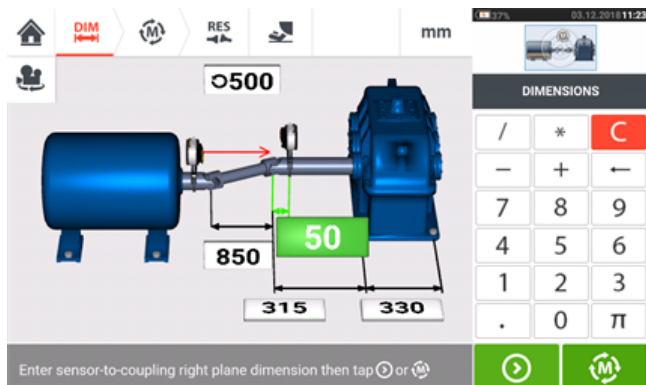 DIM
M
RES
mm
37%
03.12.2018 11:23
500
DIMENSIONS
/ * C
− + ←
7 8 9
4 5 6
1 2 3
. 0 π
50
850
315
330
Enter sensor-to-coupling right plane dimension then tap or M
M